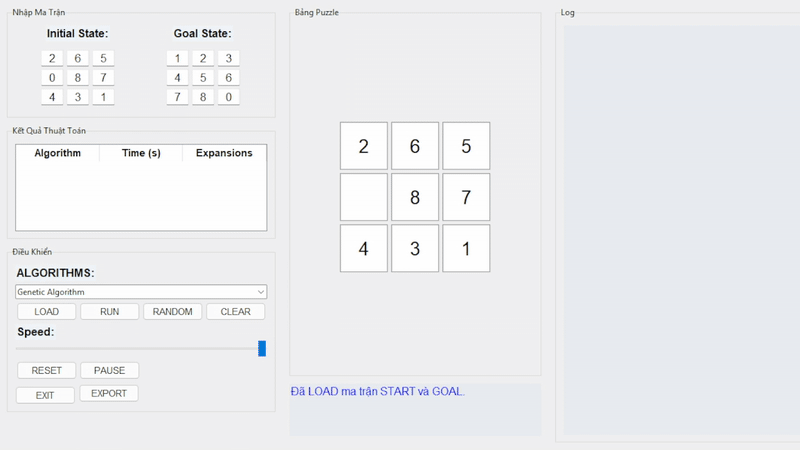 Nhập Ma Trận
Initial State:
2 6 5
0 8 7
4 3 1
Goal State:
1 2 3
4 5 6
7 8 0
Kết Quả Thuật Toán
Algorithm Time (s) Expansions
Điều Khiển
ALGORITHMS:
Genetic Algorithm
LOAD RUN RANDOM CLEAR
Speed:
RESET PAUSE
EXIT EXPORT
Bảng Puzzle
2 6 5
8 7
4 3 1
Đã LOAD ma trận START và GOAL.
Log